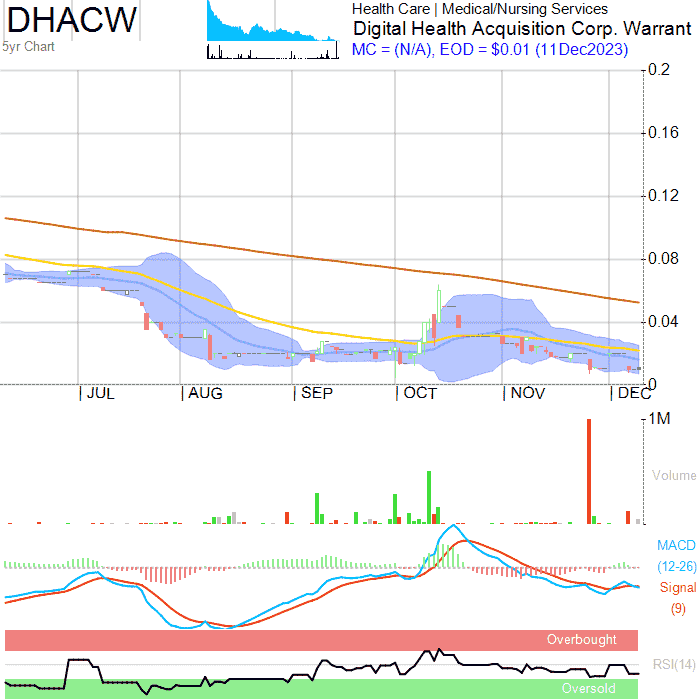 DHACW
5yr Chart
Health Care | Medical/Nursing Services
Digital Health Acquisition Corp. Warrant
MC = (N/A), EOD = $0.01 (11Dec2023)
0.2
0.16
0.12
0.08
0.04
0
JUL AUG SEP OCT NOV DEC
1M
Volume
MACD
(12-26)
Signal
(9)
Overbought
RSI(14)
Oversold